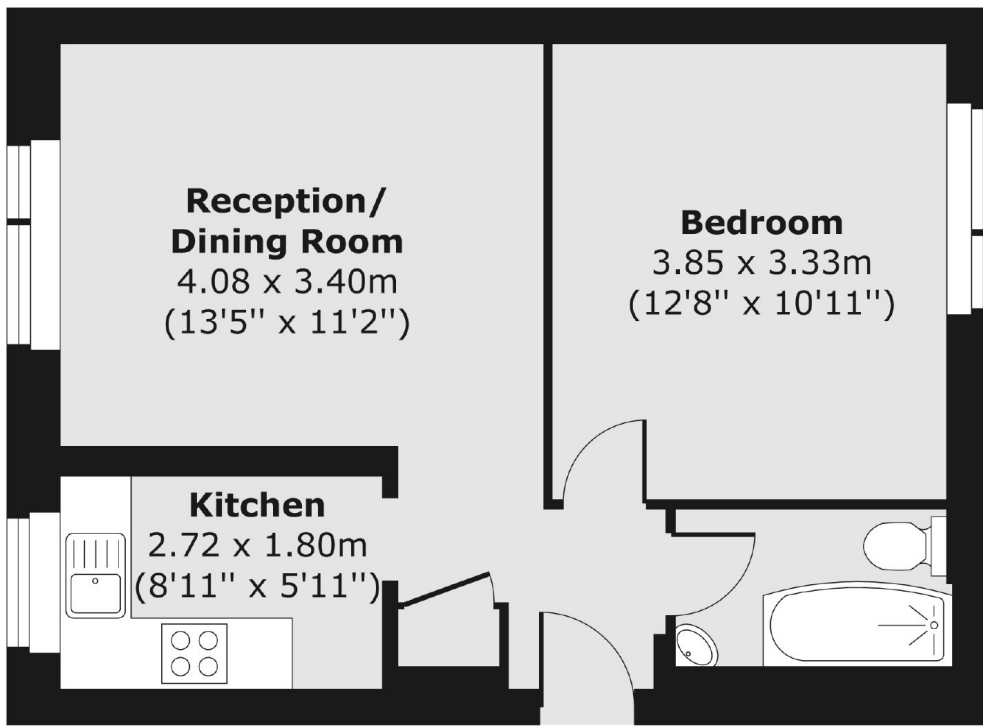 Reception/
Dining Room
4.08 x 3.40m
(13'5'' x 11'2'')
Bedroom
3.85 x 3.33m
(12'8'' x 10'11'')
Kitchen
2.72 x 1.80m
(8'11'' x 5'11'')